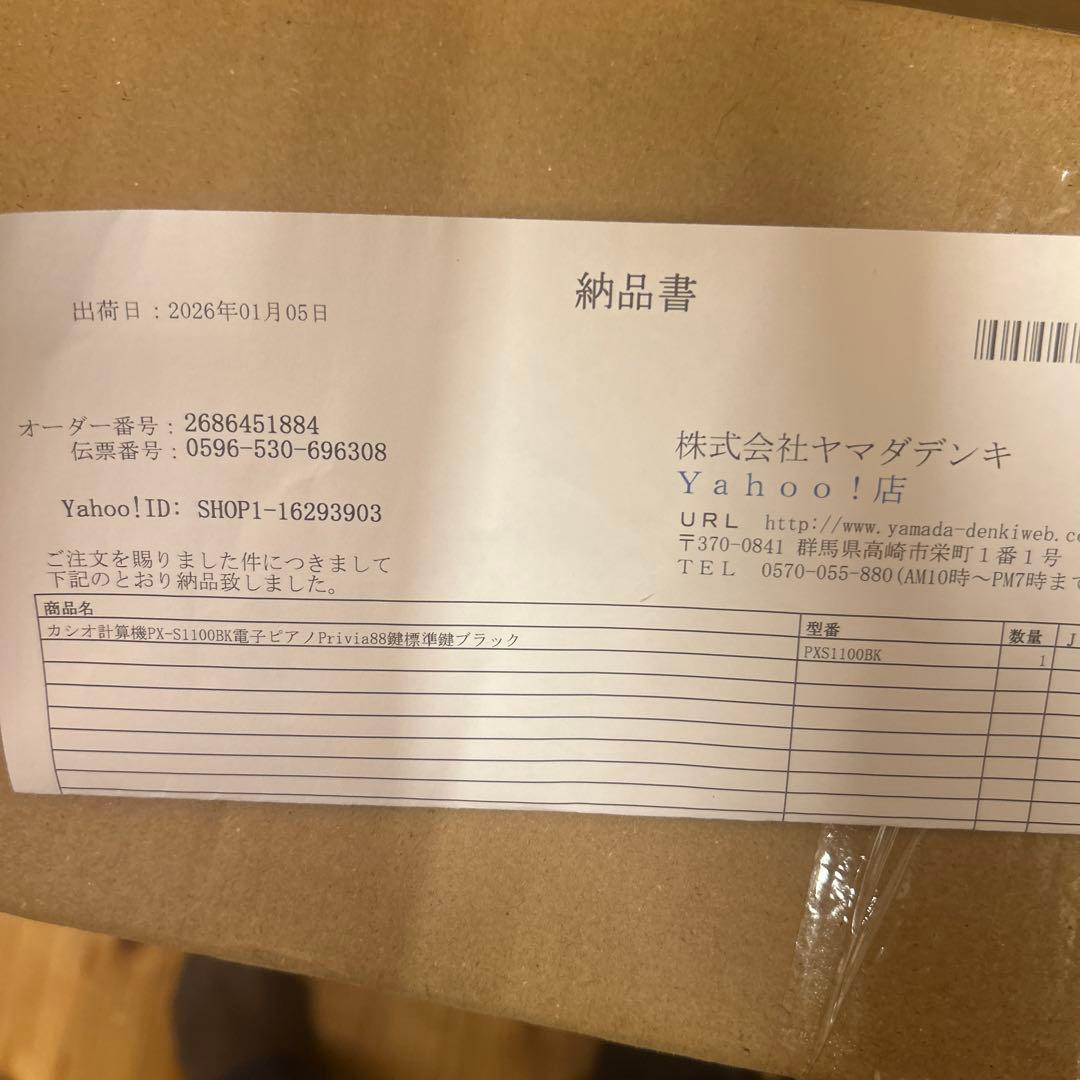 納品書
出荷日：2026年01月05日
オーダー番号：2686451884
伝票番号：0596-530-696308
Yahoo!ID: SHOP1-16293903
ご注文を賜りました件につきまして
下記のとおり納品致しました。
株式会社ヤマダデンキ
Yahoo！店
URL http://www.yamada-denkiweb.co
〒370-0841 群馬県高崎市栄町１番１号
TEL 0570-055-880(AM10時～PM7時まで
商品名 型番 数量 J
カシオ計算機PX-S1100BK電子ピアノPrivia88鍵標準鍵ブラック PXS1100BK 1